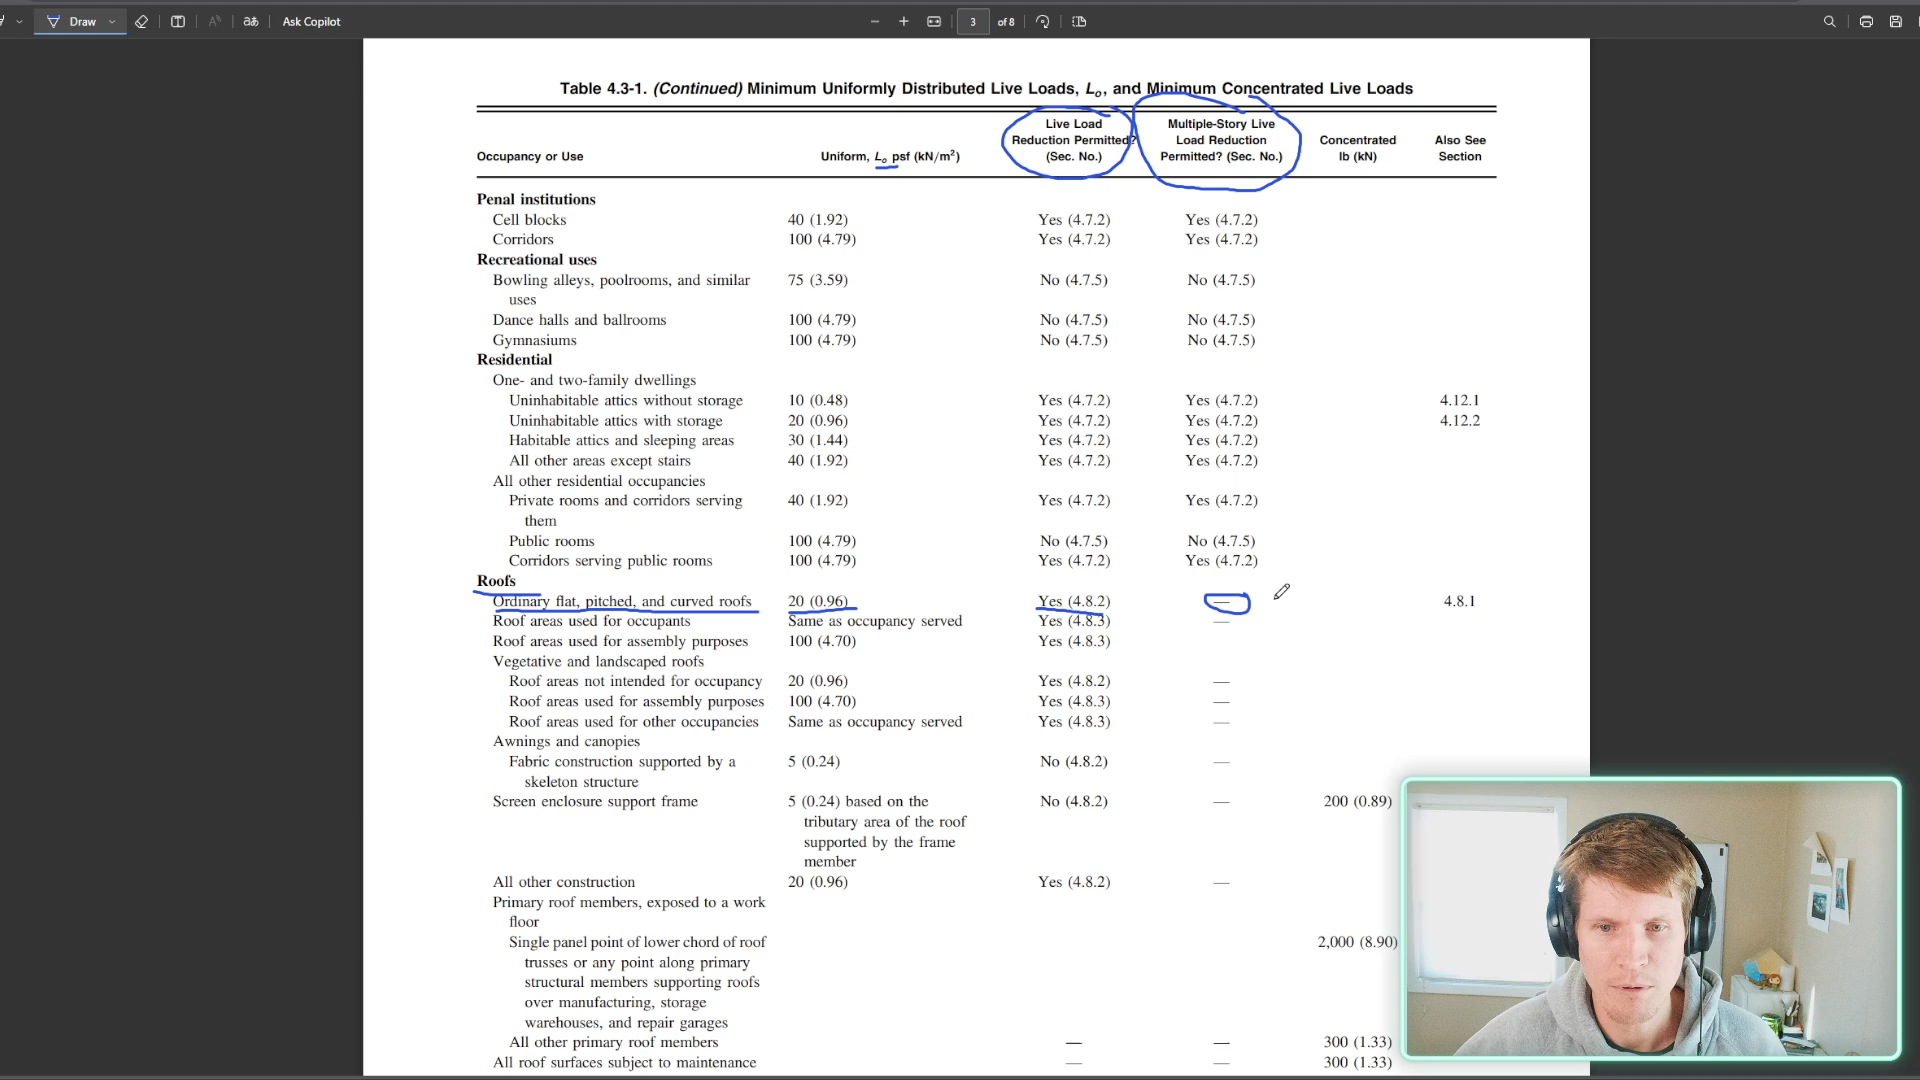 Draw
aあ
Ask Copilot
3
of 8
Table 4.3-1. (Continued) Minimum Uniformly Distributed Live Loads, Lo, and Minimum Concentrated Live Loads
Occupancy or Use
Uniform, Lo psf (kN/m²)
Live Load
Reduction Permitted?
(Sec. No.)
Multiple-Story Live
Load Reduction
Permitted? (Sec. No.)
Concentrated
lb (kN)
Also See
Section
Penal institutions
Cell blocks 40 (1.92) Yes (4.7.2) Yes (4.7.2)
Corridors 100 (4.79) Yes (4.7.2) Yes (4.7.2)
Recreational uses
Bowling alleys, poolrooms, and similar 75 (3.59) No (4.7.5) No (4.7.5)
uses
Dance halls and ballrooms 100 (4.79) No (4.7.5) No (4.7.5)
Gymnasiums 100 (4.79) No (4.7.5) No (4.7.5)
Residential
One- and two-family dwellings
Uninhabitable attics without storage 10 (0.48) Yes (4.7.2) Yes (4.7.2) 4.12.1
Uninhabitable attics with storage 20 (0.96) Yes (4.7.2) Yes (4.7.2) 4.12.2
Habitable attics and sleeping areas 30 (1.44) Yes (4.7.2) Yes (4.7.2)
All other areas except stairs 40 (1.92) Yes (4.7.2) Yes (4.7.2)
All other residential occupancies
Private rooms and corridors serving 40 (1.92) Yes (4.7.2) Yes (4.7.2)
them
Public rooms 100 (4.79) No (4.7.5) No (4.7.5)
Corridors serving public rooms 100 (4.79) Yes (4.7.2) Yes (4.7.2)
Roofs
Ordinary flat, pitched, and curved roofs 20 (0.96) Yes (4.8.2) — 4.8.1
Roof areas used for occupants Same as occupancy served Yes (4.8.3) —
Roof areas used for assembly purposes 100 (4.70) Yes (4.8.3)
Vegetative and landscaped roofs
Roof areas not intended for occupancy 20 (0.96) Yes (4.8.2) —
Roof areas used for assembly purposes 100 (4.70) Yes (4.8.3) —
Roof areas used for other occupancies Same as occupancy served Yes (4.8.3) —
Awnings and canopies
Fabric construction supported by a 5 (0.24) No (4.8.2) —
skeleton structure
Screen enclosure support frame 5 (0.24) based on the No (4.8.2) — 200 (0.89)
tributary area of the roof
supported by the frame
member
All other construction 20 (0.96) Yes (4.8.2) —
Primary roof members, exposed to a work
floor
Single panel point of lower chord of roof 2,000 (8.90)
trusses or any point along primary
structural members supporting roofs
over manufacturing, storage
warehouses, and repair garages
All other primary roof members — — 300 (1.33)
All roof surfaces subject to maintenance — — 300 (1.33)